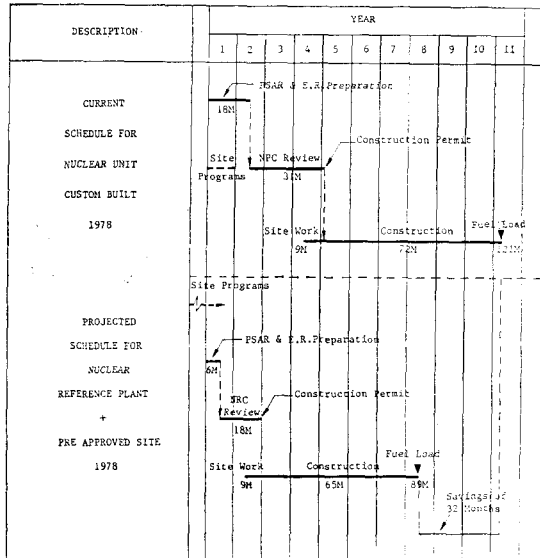 DESCRIPTION
YEAR
1 2 3 4 5 6 7 8 9 10 11
CURRENT
SCHEDULE FOR
NUCLEAR UNIT
CUSTOM BUILT
1978
PSAR & E.R.Preparation
18M
Site
Programs
NPC Review
31M
Construction Permit
Site Work
9M
Construction
72M
Fuel Load
121M
Site Programs
PROJECTED
SCHEDULE FOR
NUCLEAR
REFERENCE PLANT
+
PRE APPROVED SITE
1978
PSAR & E.R.Preparation
6M
NRC
Review
18M
Construction Permit
Site Work
9M
Construction
65M
Fuel Load
89M
Savings of
32 Months